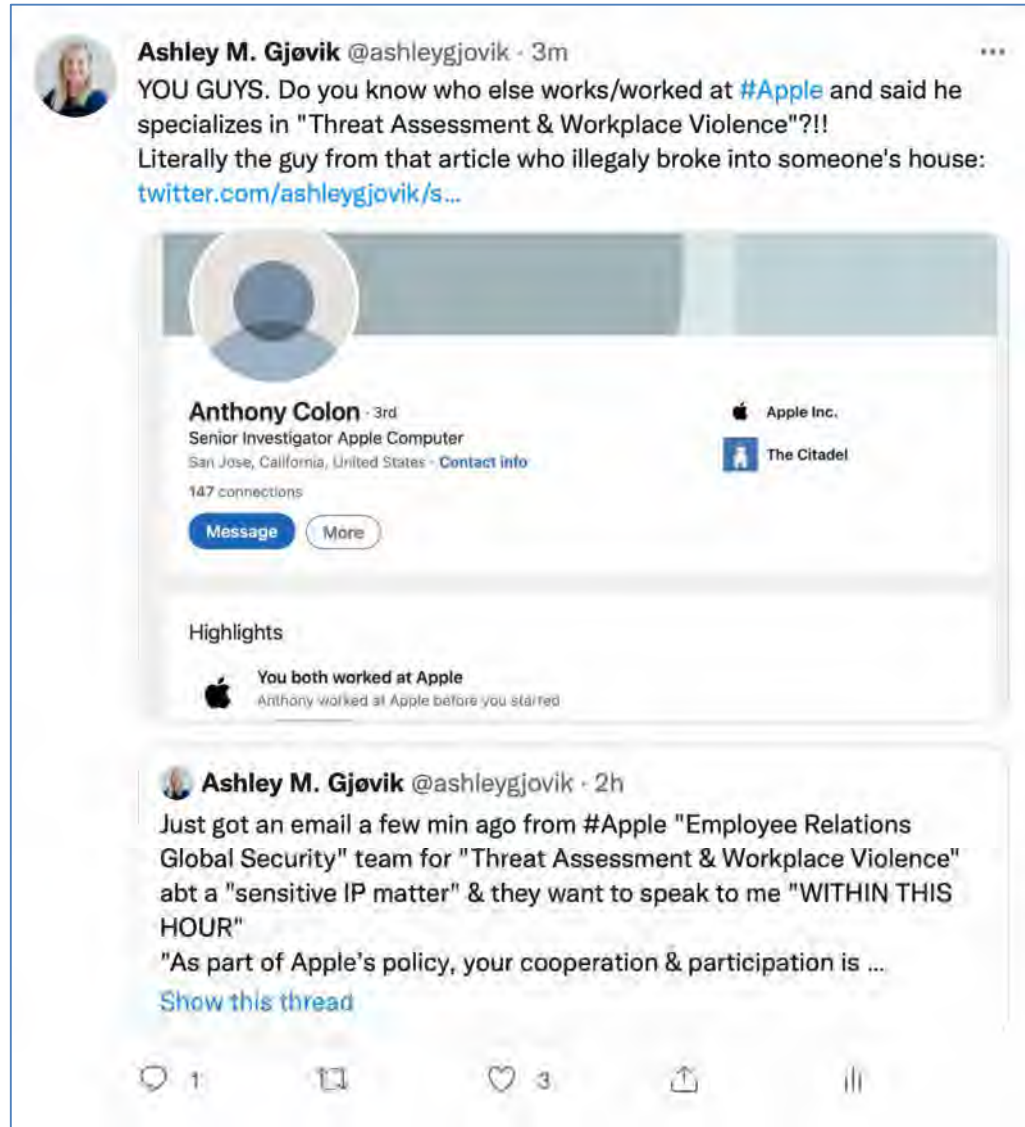 Ashley M. Gjøvik @ashleygjovik · 3m
YOU GUYS. Do you know who else works/worked at #Apple and said he
specializes in "Threat Assessment & Workplace Violence"?!!
Literally the guy from that article who illegaly broke into someone's house:
twitter.com/ashleygjovik/s...
Anthony Colon · 3rd
Senior Investigator Apple Computer
San Jose, California, United States · Contact info
147 connections
Message
More
Apple Inc.
The Citadel
Highlights
You both worked at Apple
Anthony worked at Apple before you started
Ashley M. Gjøvik @ashleygjovik · 2h
Just got an email a few min ago from #Apple "Employee Relations
Global Security" team for "Threat Assessment & Workplace Violence"
abt a "sensitive IP matter" & they want to speak to me "WITHIN THIS
HOUR"
"As part of Apple's policy, your cooperation & participation is ...
Show this thread
1
3